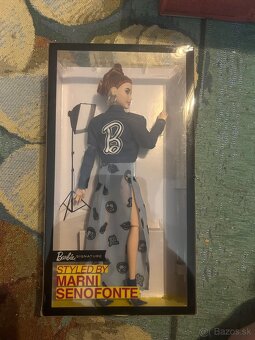 B
Barbie SIGNATURE
STYLED BY
MARNI
SENOFONTE
Bazos.sk